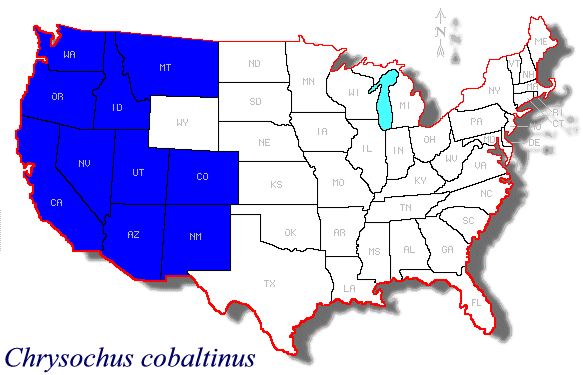 WA
MT
ND
MN
ME
VT
NH
OR
ID
SD
WI
MI
NY
MA
RI
CT
WY
IA
PA
NJ
NE
IL
IN
OH
MD
DE
NV
UT
CO
KS
MO
KY
WV
VA
CA
AZ
NM
OK
AR
TN
NC
SC
TX
LA
MS
AL
GA
FL
Chrysochus cobaltinus